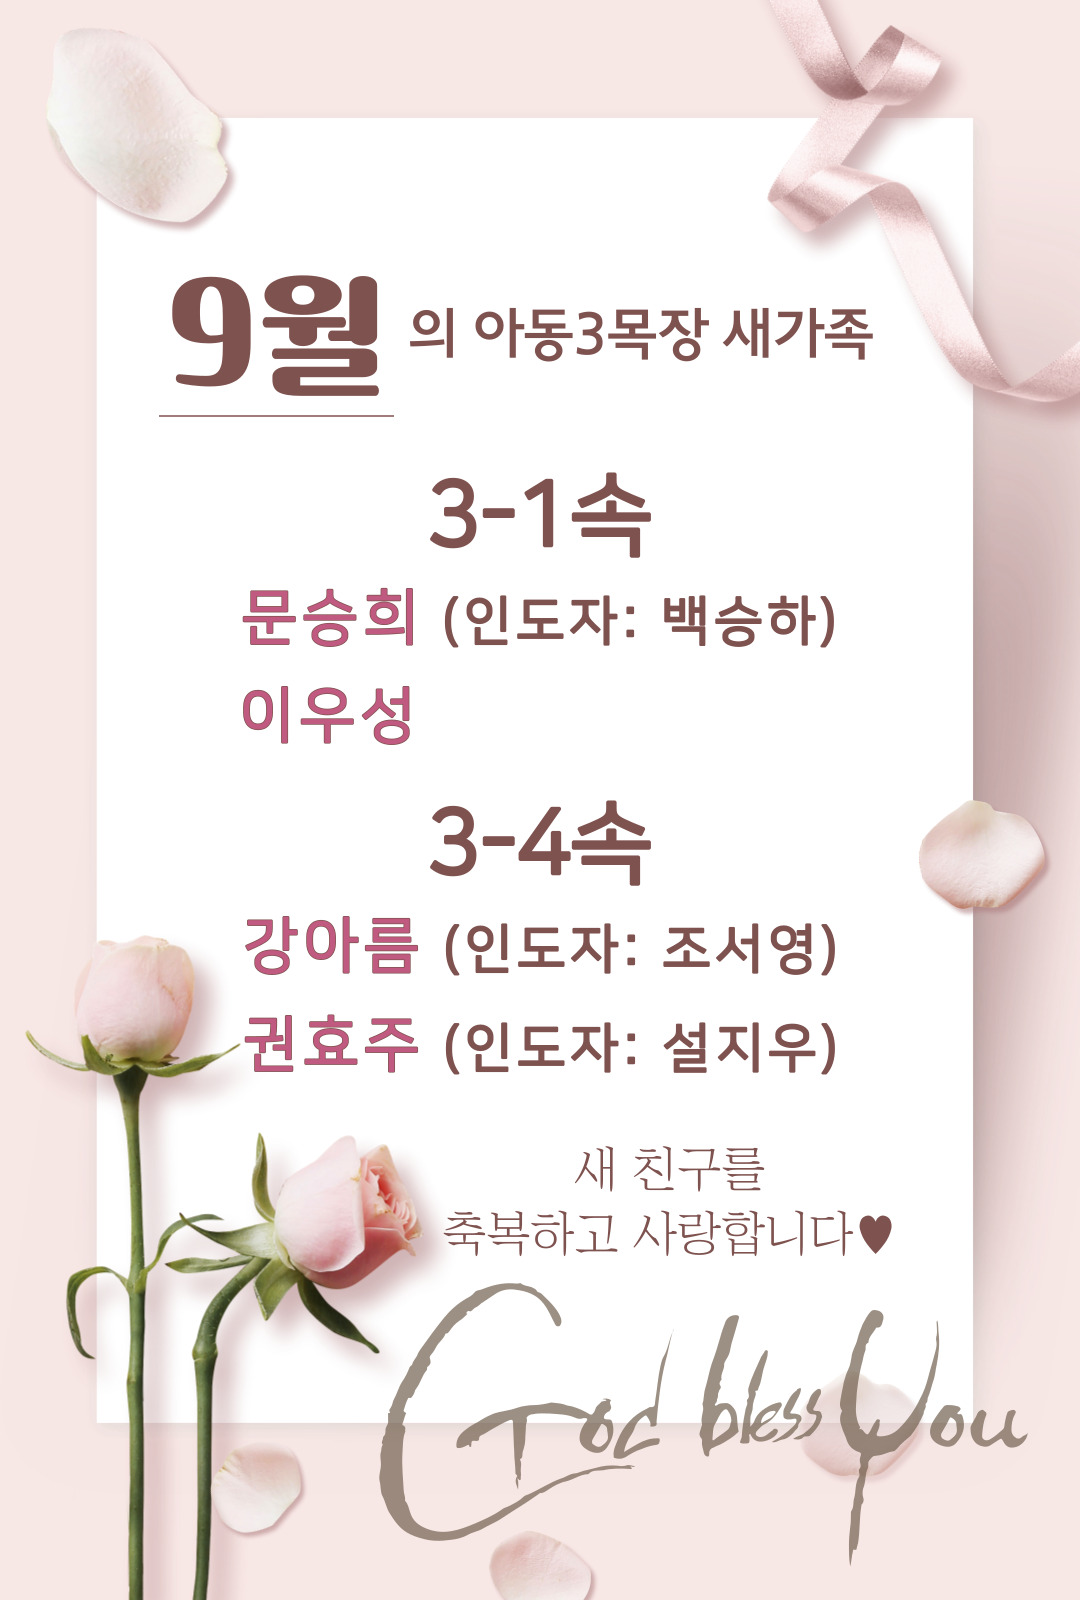 9월의 아동3목장 새가족
3-1속
문승희 (인도자: 백승하)
이우성
3-4속
강아름 (인도자: 조서영)
권효주 (인도자: 설지우)
새 친구를
축복하고 사랑합니다♥
God bless You